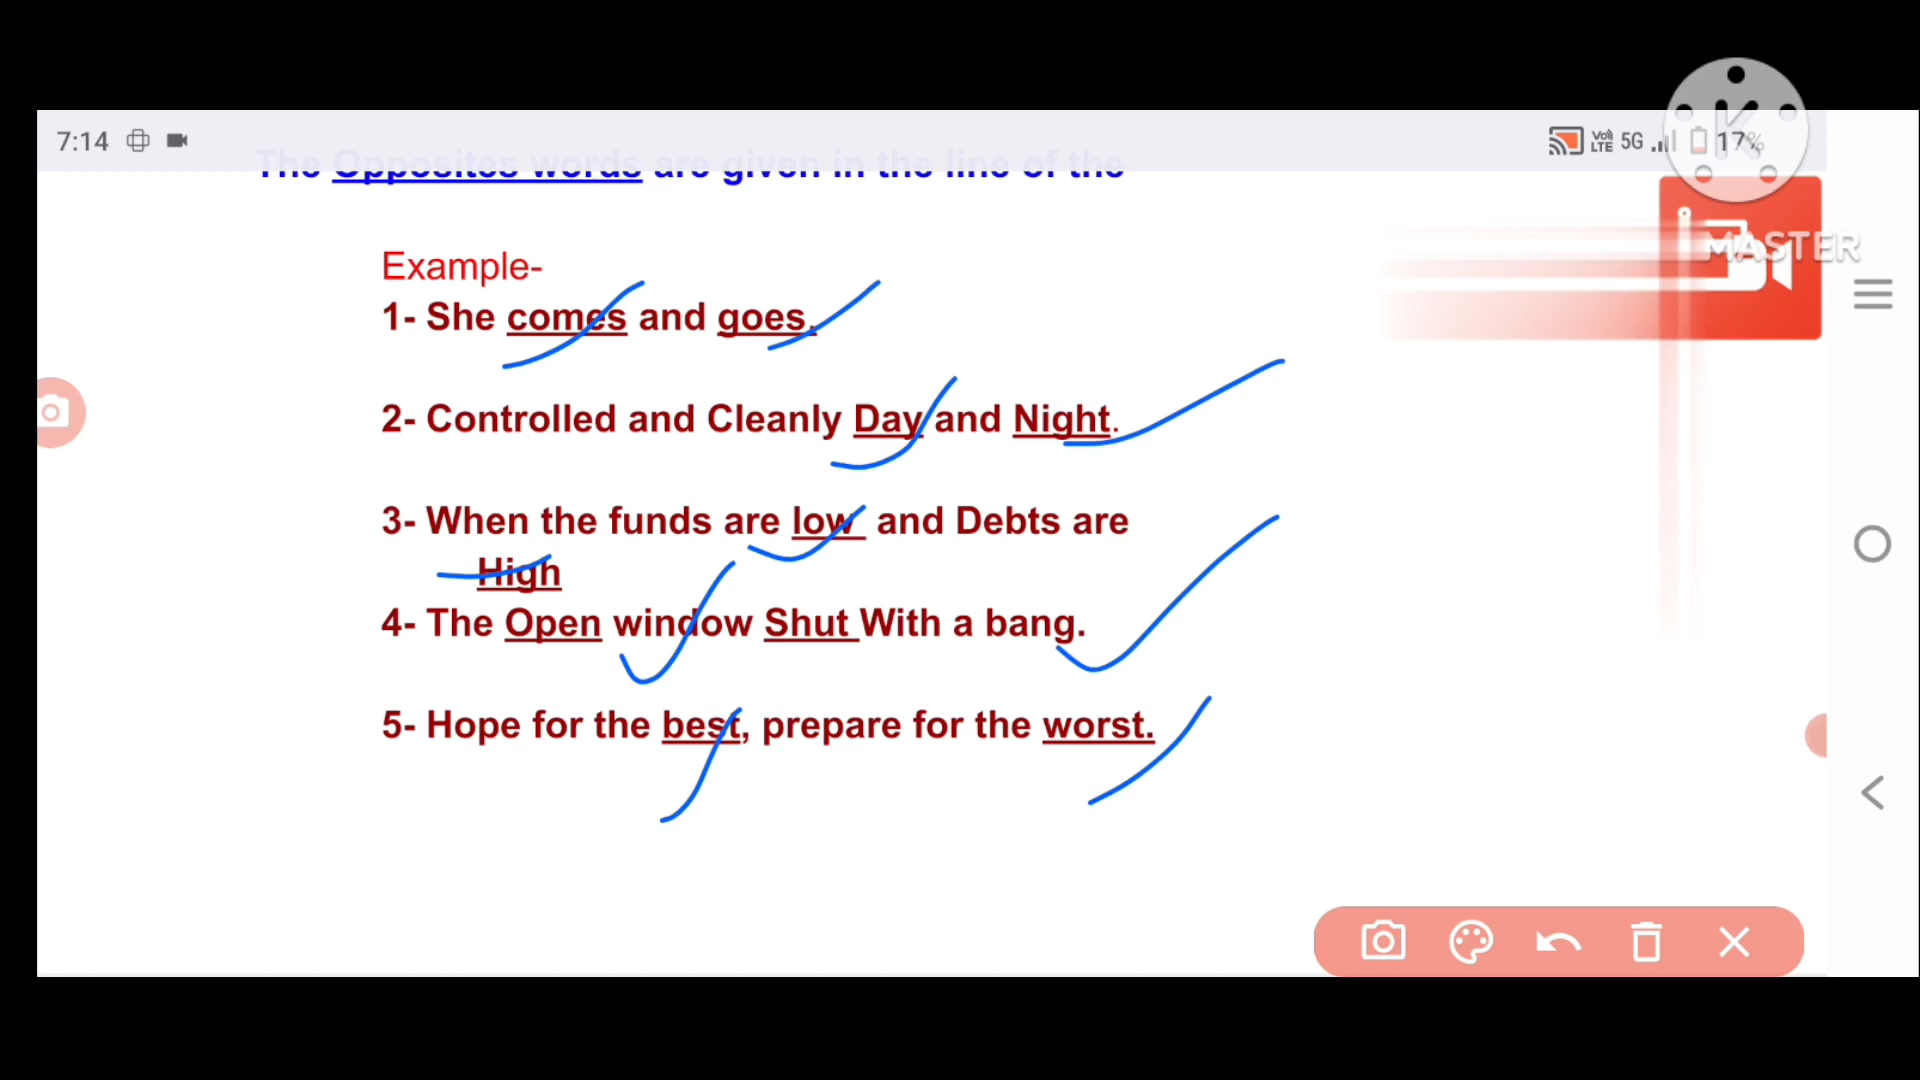 7:14
VoD LTE 5G 17%
K
MASTER
The Opposites words are given in the line of the
Example-
1- She comes and goes.
2- Controlled and Cleanly Day and Night.
3- When the funds are low and Debts are
High
4- The Open window Shut With a bang.
5- Hope for the best, prepare for the worst.